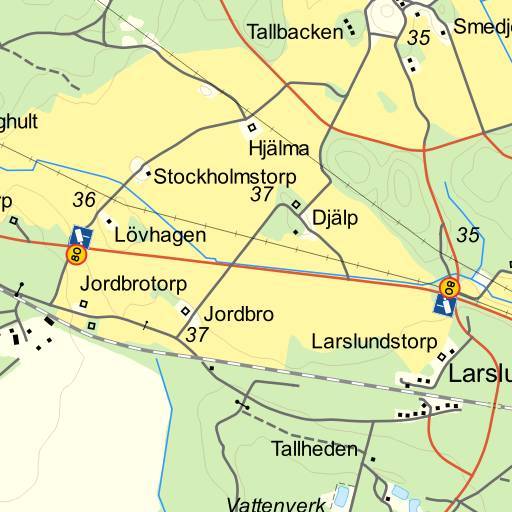 Tallbacken
35
Smedje
ghult
Hjälma
Stockholmstorp
37
36
rp
Djälp
35
Lövhagen
80
Jordbrotorp
80
Jordbro
37
Larslundstorp
Larslu
Tallheden
Vattenverk